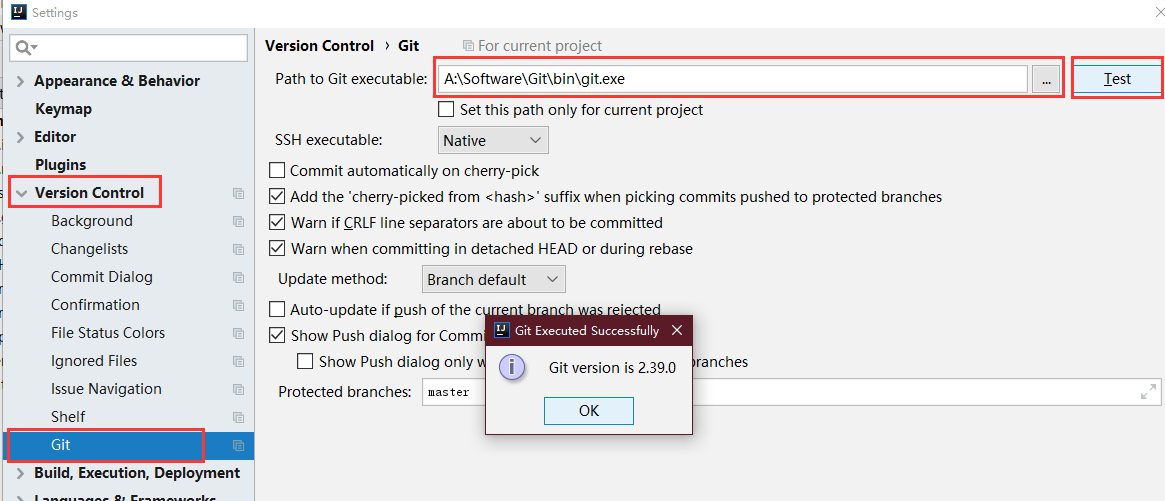 IJ Settings
Version Control › Git For current project
Appearance & Behavior
Keymap
Editor
Plugins
Version Control
Background
Changelists
Commit Dialog
Confirmation
File Status Colors
Ignored Files
Issue Navigation
Shelf
Git
Build, Execution, Deployment
Languages & Frameworks
Path to Git executable: A:\Software\Git\bin\git.exe ... Test
Set this path only for current project
SSH executable: Native
Commit automatically on cherry-pick
Add the 'cherry-picked from <hash>' suffix when picking commits pushed to protected branches
Warn if CRLF line separators are about to be committed
Warn when committing in detached HEAD or during rebase
Update method: Branch default
Auto-update if push of the current branch was rejected
Show Push dialog for Commi
Show Push dialog only w branches
Protected branches: master
IJ Git Executed Successfully
Git version is 2.39.0
OK